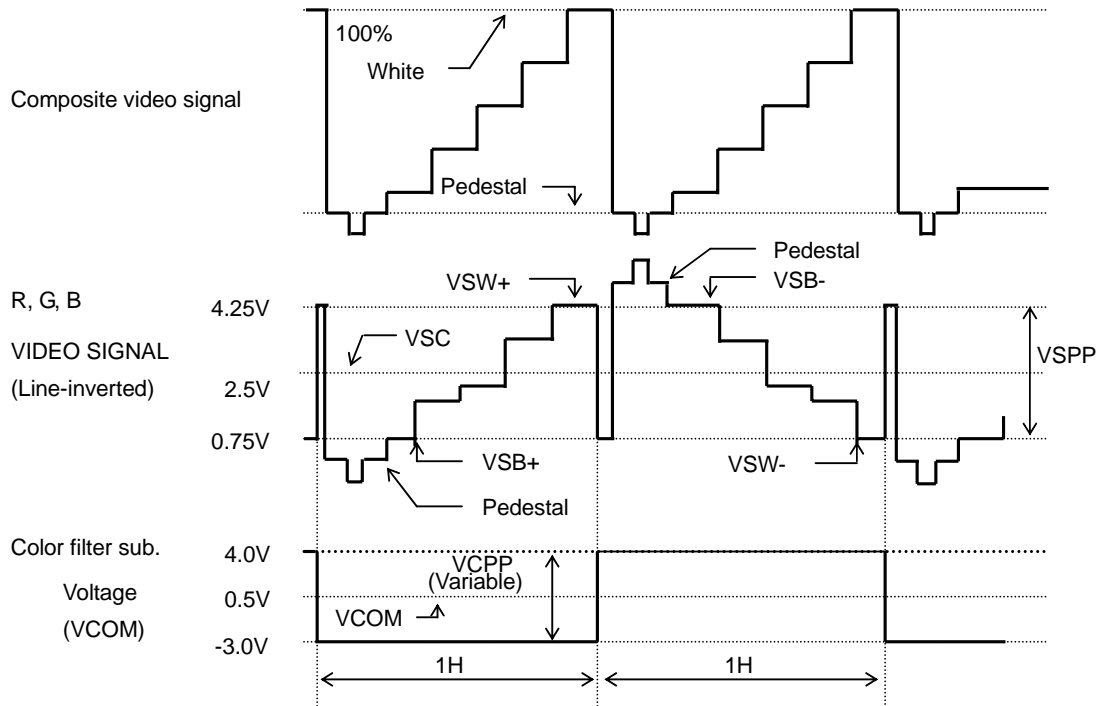 100%
White
Composite video signal
Pedestal
Pedestal
VSW+
VSB-
R, G, B
4.25V
VSC
VIDEO SIGNAL
VSPP
(Line-inverted)
2.5V
0.75V
VSB+
VSW-
Pedestal
Color filter sub.
4.0V
VCPP
(Variable)
Voltage
0.5V
VCOM
(VCOM)
-3.0V
1H
1H